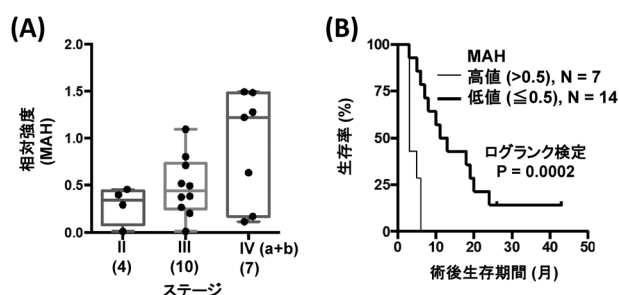 (A)
相対強度
(MAH)
2.0
1.5
1.0
0.5
0.0
II
III
IV (a+b)
(4)
(10)
(7)
ステージ
(B)
生存率 (%)
100
75
50
25
0
MAH
高値 (>0.5), N = 7
低値 (≦0.5), N = 14
ログランク検定
P = 0.0002
0 10 20 30 40 50
術後生存期間 (月)